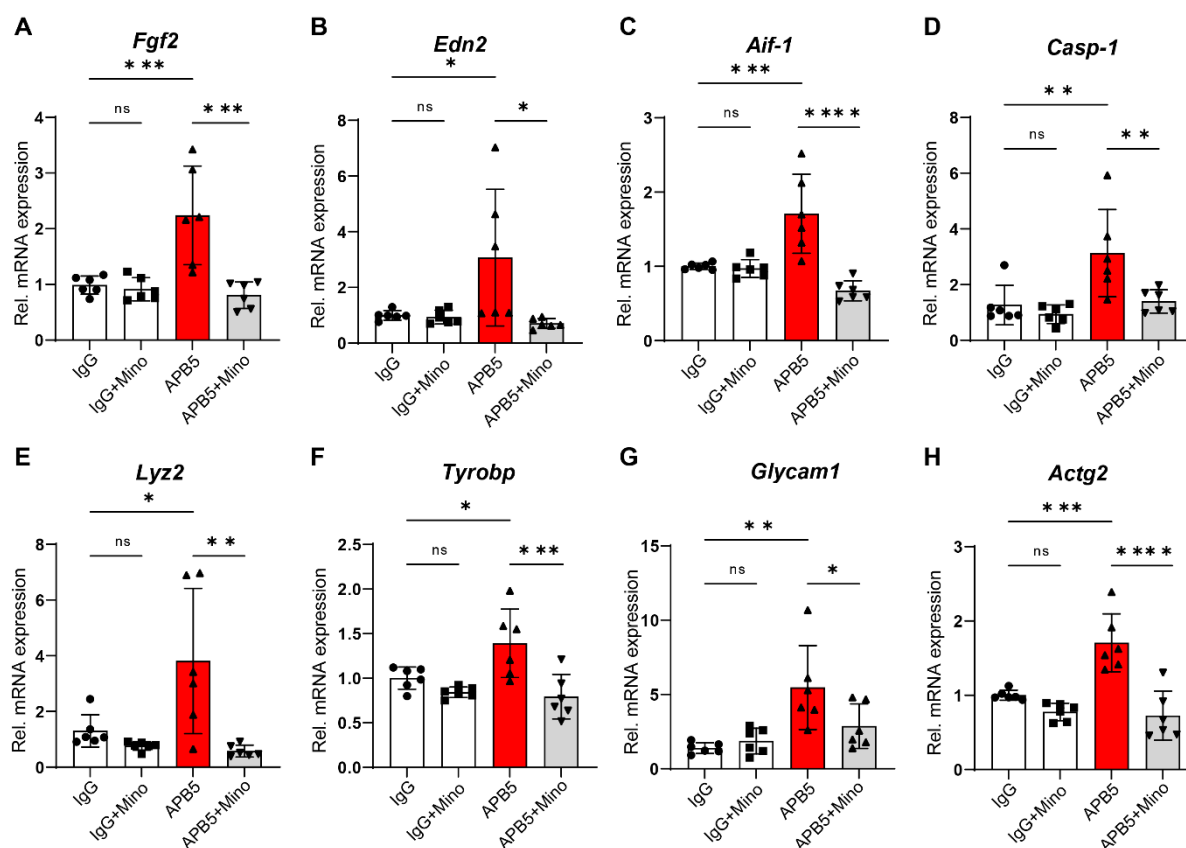 A
Fgf2
* ***
ns
* **
Rel. mRNA expression
4
3
2
1
0
IgG
IgG+Mino
APB5
APB5+Mino
B
Edn2
*
ns
*
Rel. mRNA expression
8
6
4
2
0
IgG
IgG+Mino
APB5
APB5+Mino
C
Aif-1
* **
ns
* *** *
Rel. mRNA expression
3
2
1
0
IgG
IgG+Mino
APB5
APB5+Mino
D
Casp-1
* *
ns
* *
Rel. mRNA expression
8
6
4
2
0
IgG
IgG+Mino
APB5
APB5+Mino
E
Lyz2
*
ns
* *
Rel. mRNA expression
8
6
4
2
0
IgG
IgG+Mino
APB5
APB5+Mino
F
Tyrobp
*
ns
* **
Rel. mRNA expression
2.5
2.0
1.5
1.0
0.5
0.0
IgG
IgG+Mino
APB5
APB5+Mino
G
Glycam1
* *
ns
*
Rel. mRNA expression
15
10
5
0
IgG
IgG+Mino
APB5
APB5+Mino
H
Actg2
* **
ns
* ***
Rel. mRNA expression
3
2
1
0
IgG
IgG+Mino
APB5
APB5+Mino